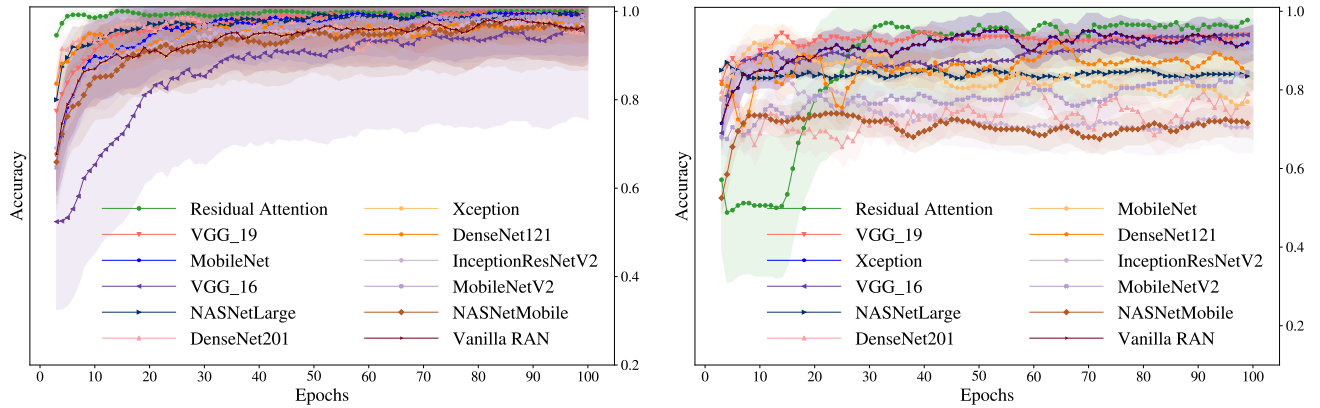 1.0
0.8
0.6
0.4
0.2
Accuracy
Residual Attention
VGG_19
MobileNet
VGG_16
NASNetLarge
DenseNet201
Xception
DenseNet121
InceptionResNetV2
MobileNetV2
NASNetMobile
Vanilla RAN
0 10 20 30 40 50 60 70 80 90 100
Epochs
1.0
0.8
0.6
0.4
0.2
Accuracy
Residual Attention
VGG_19
Xception
VGG_16
NASNetLarge
DenseNet201
MobileNet
DenseNet121
InceptionResNetV2
MobileNetV2
NASNetMobile
Vanilla RAN
0 10 20 30 40 50 60 70 80 90 100
Epochs